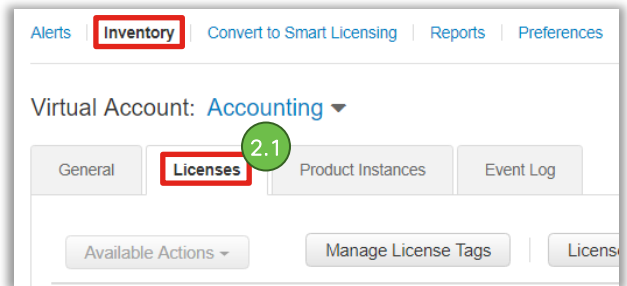 Alerts Inventory Convert to Smart Licensing Reports Preferences
Virtual Account: Accounting
2.1
General Licenses Product Instances Event Log
Available Actions Manage License Tags